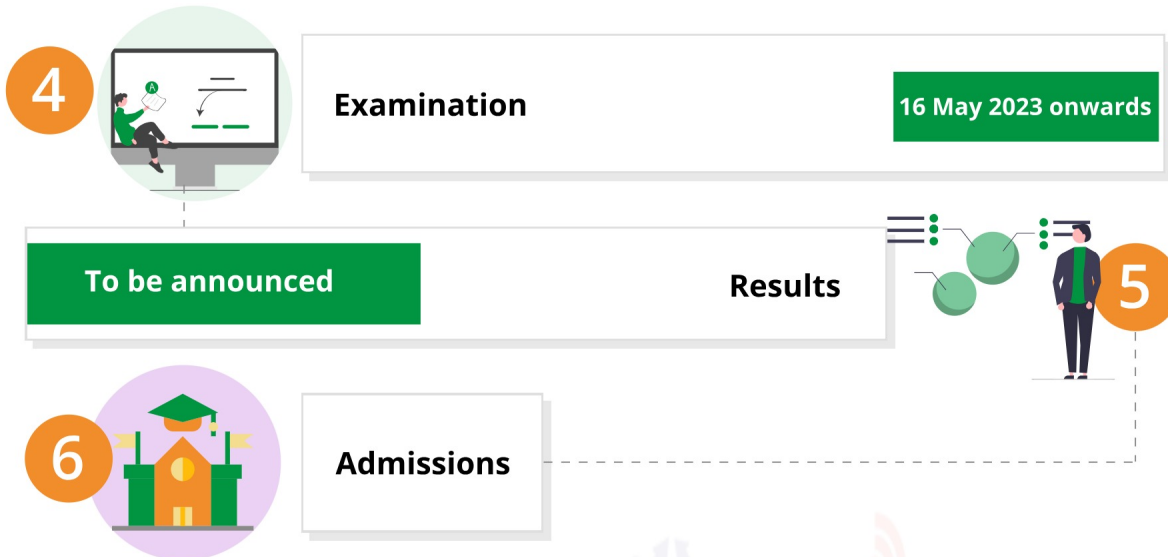 4
Examination
16 May 2023 onwards
A
To be announced
Results
5
6
Admissions